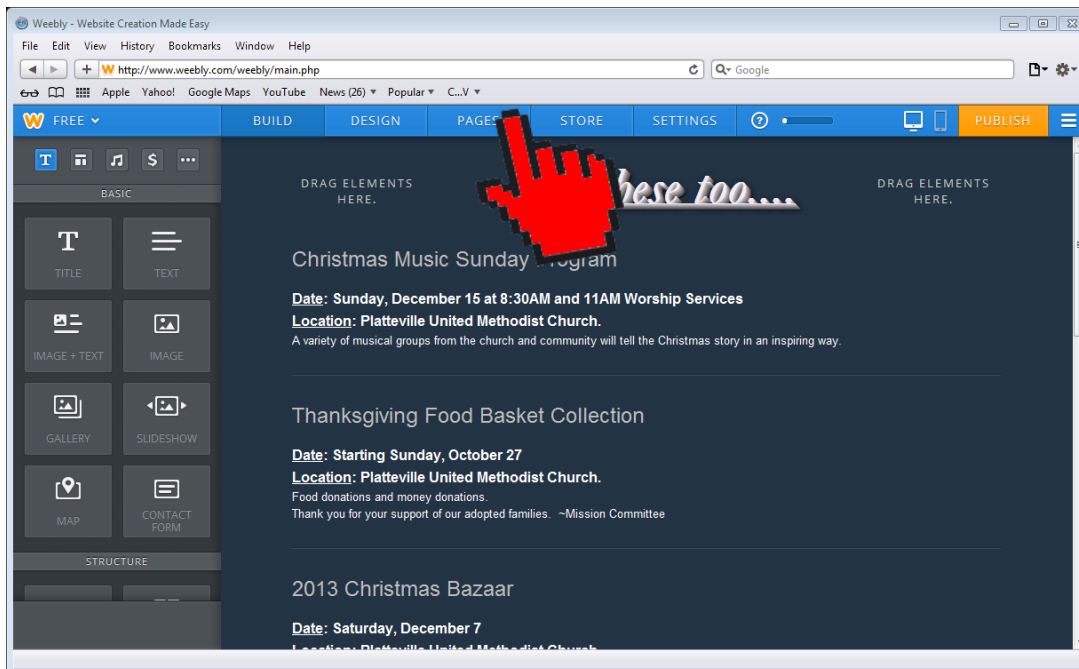 Weebly - Website Creation Made Easy
File Edit View History Bookmarks Window Help
http://www.weebly.com/weebly/main.php
Google
Apple Yahoo! Google Maps YouTube News (26) Popular C...V
FREE
BUILD DESIGN PAGES STORE SETTINGS ? PUBLISH
T $
BASIC
T
TITLE TEXT
IMAGE + TEXT IMAGE
GALLERY SLIDESHOW
MAP CONTACT
FORM
STRUCTURE
DRAG ELEMENTS
HERE.
these too....
DRAG ELEMENTS
HERE.
Christmas Music Sunday Program
Date: Sunday, December 15 at 8:30AM and 11AM Worship Services
Location: Platteville United Methodist Church.
A variety of musical groups from the church and community will tell the Christmas story in an inspiring way.
Thanksgiving Food Basket Collection
Date: Starting Sunday, October 27
Location: Platteville United Methodist Church.
Food donations and money donations.
Thank you for your support of our adopted families. ~Mission Committee
2013 Christmas Bazaar
Date: Saturday, December 7
Location: Platteville United Methodist Church.